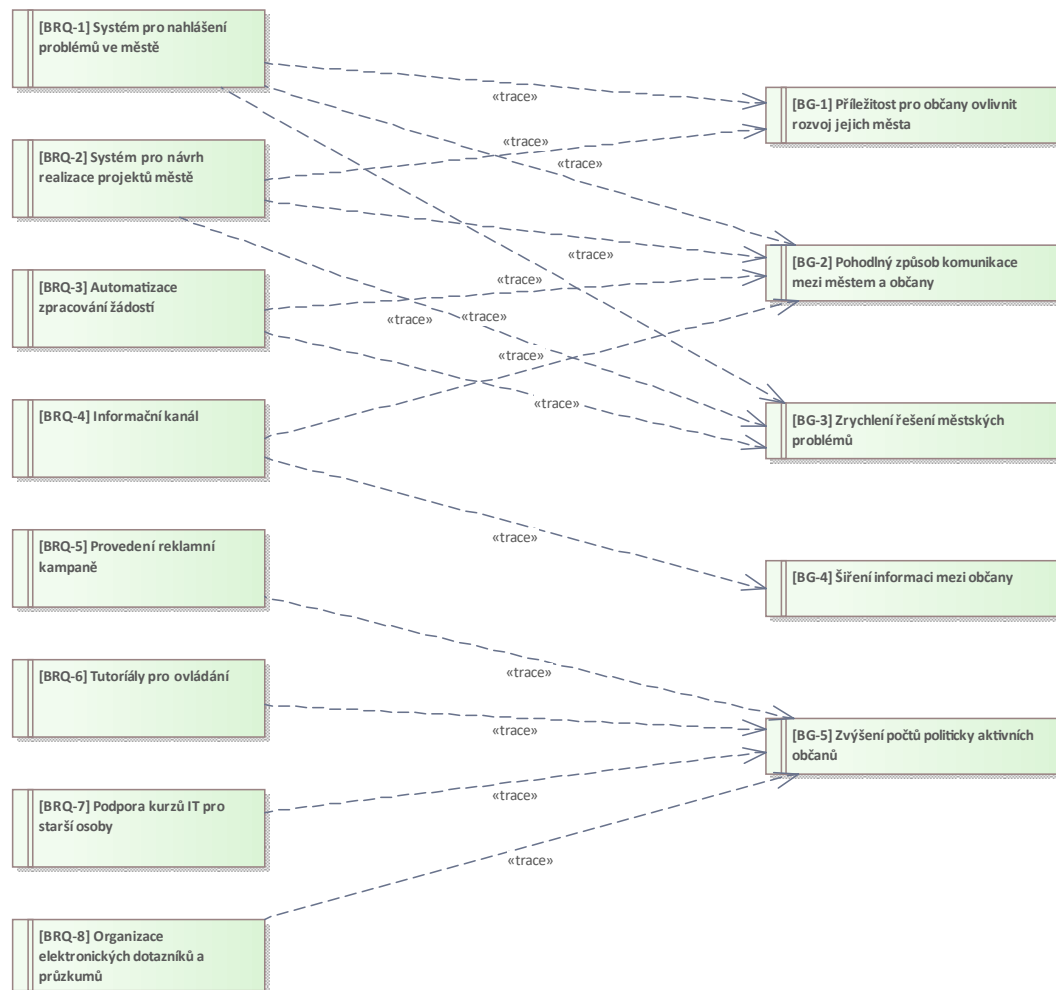 [BRQ-1] Systém pro nahlášení
problémů ve městě
«trace»
[BG-1] Příležitost pro občany ovlivnit
rozvoj jejich města
[BRQ-2] Systém pro návrh
realizace projektů městě
«trace»
«trace»
«trace»
[BG-2] Pohodlný způsob komunikace
mezi městem a občany
[BRQ-3] Automatizace
zpracování žádostí
«trace»
«trace»
«trace»
«trace»
«trace»
[BRQ-4] Informační kanál
[BG-3] Zrychlení řešení městských
problémů
«trace»
[BRQ-5] Provedení reklamní
kampaně
[BG-4] Šíření informaci mezi občany
[BRQ-6] Tutoríály pro ovládání
«trace»
«trace»
[BG-5] Zvýšení počtů politicky aktivních
občanů
[BRQ-7] Podpora kurzů IT pro
starší osoby
«trace»
«trace»
[BRQ-8] Organizace
elektronických dotazníků a
průzkumů